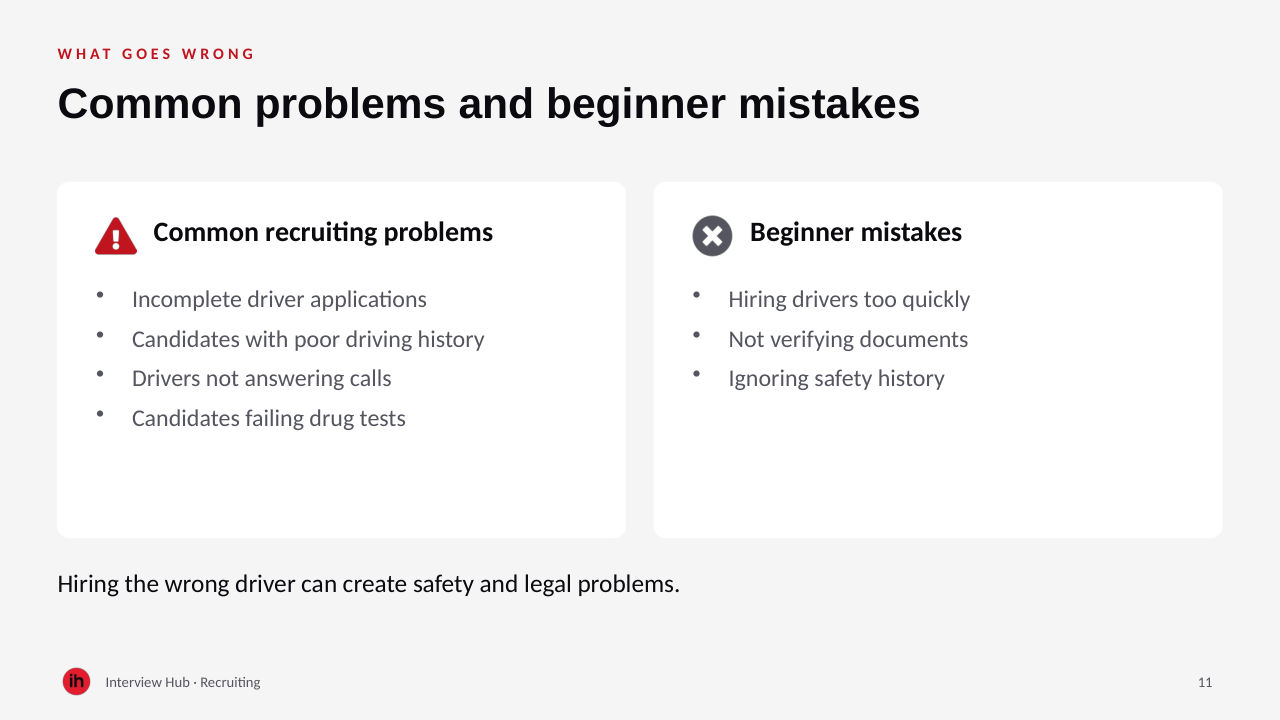 WHAT GOES WRONG
Common problems and beginner mistakes
Common recruiting problems
• Incomplete driver applications
• Candidates with poor driving history
• Drivers not answering calls
• Candidates failing drug tests
Beginner mistakes
• Hiring drivers too quickly
• Not verifying documents
• Ignoring safety history
Hiring the wrong driver can create safety and legal problems.
ih
Interview Hub · Recruiting
11